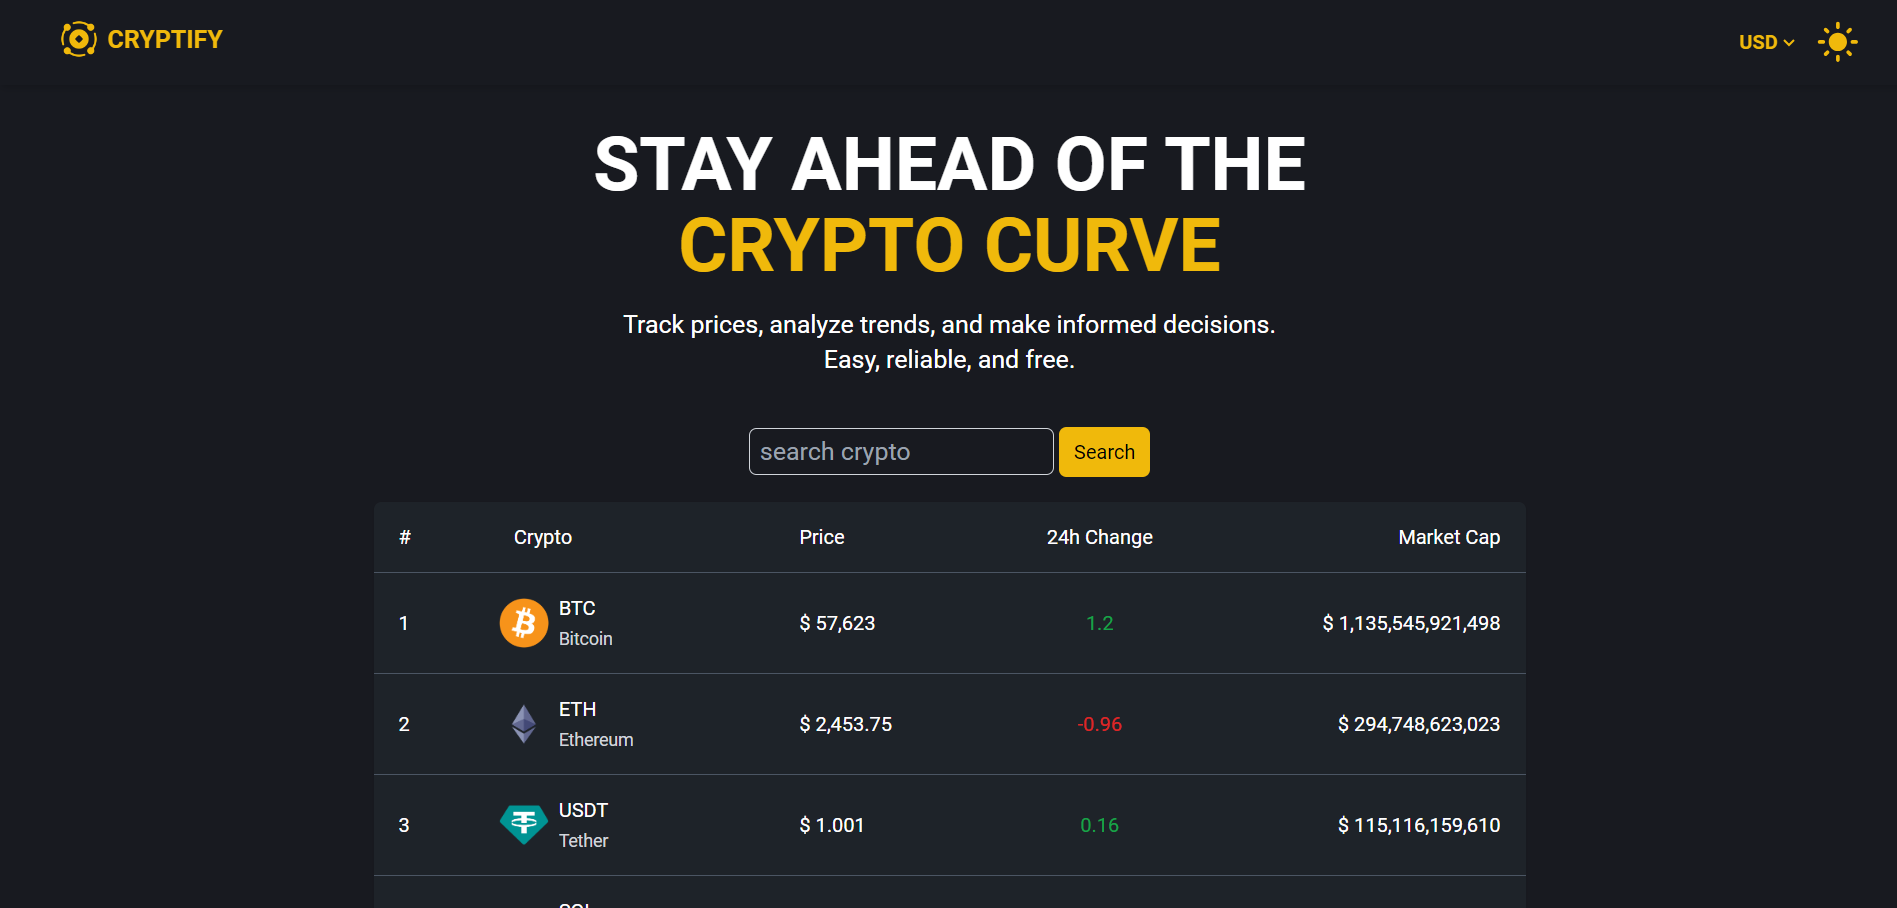 CRYPTIFY
USD
STAY AHEAD OF THE
CRYPTO CURVE
Track prices, analyze trends, and make informed decisions.
Easy, reliable, and free.
search crypto Search
# Crypto Price 24h Change Market Cap
BTC
1 $ 57,623 1.2 $ 1,135,545,921,498
Bitcoin
ETH
2 $ 2,453.75 -0.96 $ 294,748,623,023
Ethereum
USDT
3 $ 1.001 0.16 $ 115,116,159,610
Tether